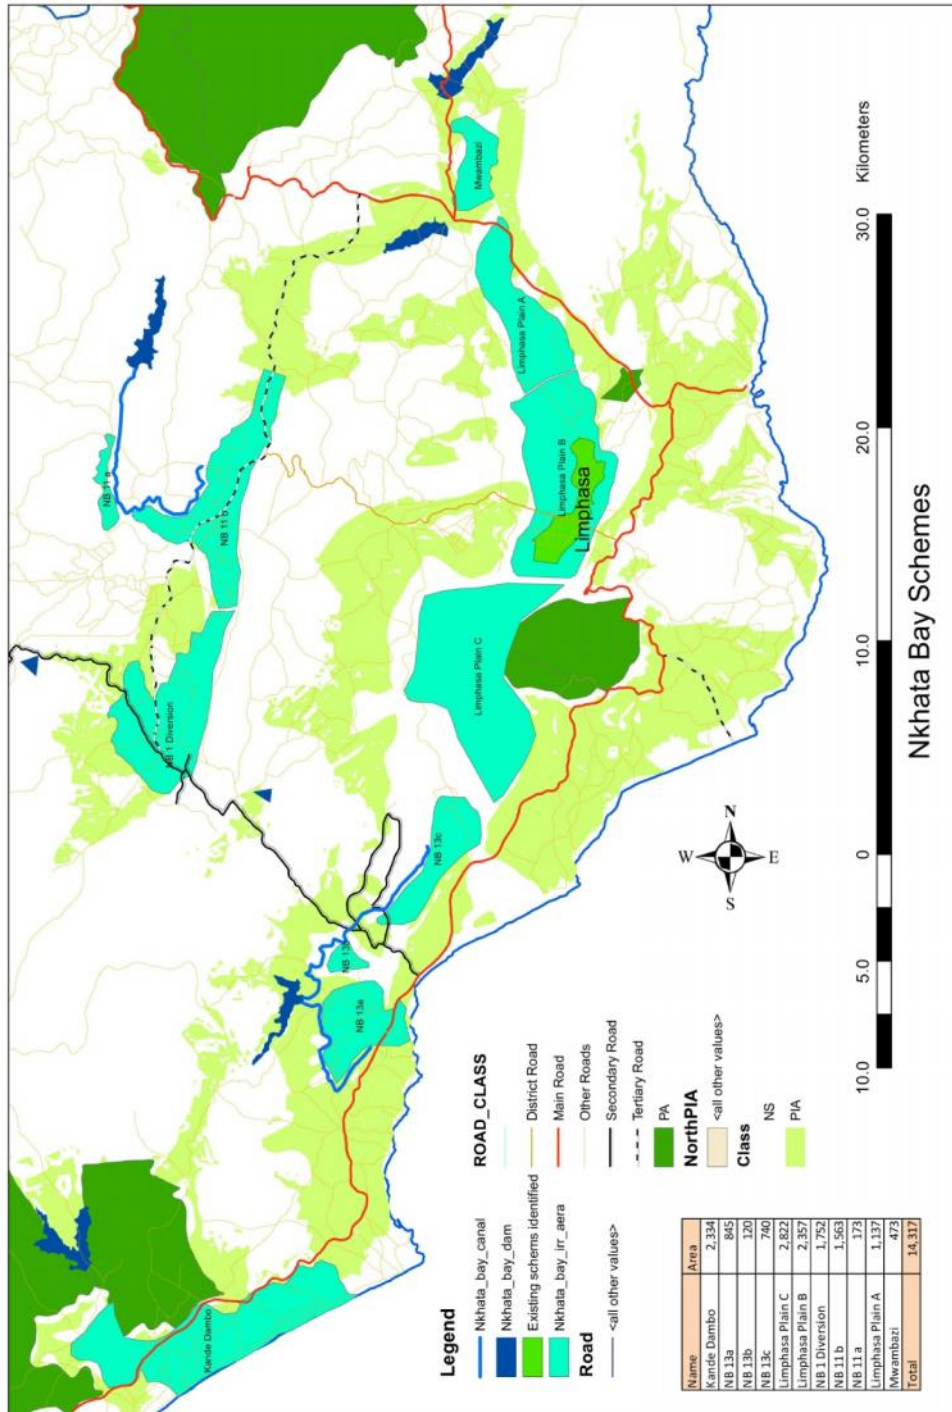 Kande Dambo
NB 13a
NB 13b
NB 13c
NB 1 Diversion
NB 11 b
NB 11 a
Limphasa Plain C
Limphasa Plain B
Limphasa
Limphasa Plain A
Mwambazi
Legend
Nkhata_bay_canal
Nkhata_bay_dam
Existing schems identified
Nkhata_bay_irr_aera
Road
<all other values>
ROAD_CLASS
District Road
Main Road
Other Roads
Secondary Road
Tertiary Road
PA
NorthPIA
<all other values>
Class
NS
PIA
N
W E
S
Name Area
Kande Dambo 2,334
NB 13a 845
NB 13b 120
NB 13c 740
Limphasa Plain C 2,822
Limphasa Plain B 2,357
NB 1 Diversion 1,752
NB 11 b 1,563
NB 11 a 173
Limphasa Plain A 1,137
Mwambazi 473
Total 14,317
10.0 5.0 0 10.0 20.0 30.0 Kilometers
Nkhata Bay Schemes